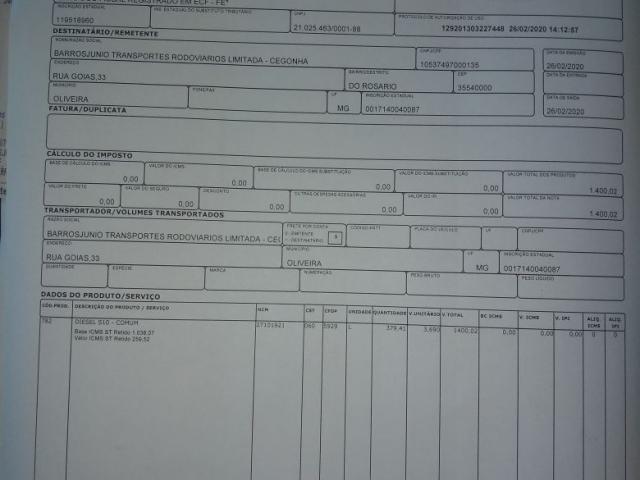 FISCAL REGISTRADO EM ECF - FE*
INSCRIÇÃO ESTADUAL
119518960
INS. ESTADUAL DO SUBSTITUTO TRIBUTÁRIO
CNPJ
21.025.463/0001-88
PROTOCOLO DE AUTORIZAÇÃO DE USO
129201303227448 26/02/2020 14:12:57
DESTINATÁRIO/REMETENTE
NOME/RAZÃO SOCIAL
BARROSJUNIO TRANSPORTES RODOVIARIOS LIMITADA - CEGONHA
CNPJ/CPF
10537497000135
DATA DA EMISSÃO
26/02/2020
ENDEREÇO
RUA GOIAS,33
BAIRRO/DISTRITO
DO ROSARIO
CEP
35540000
DATA DA ENTRADA
26/02/2020
MUNICÍPIO
OLIVEIRA
FONE/FAX
UF
MG
INSCRIÇÃO ESTADUAL
0017140040087
DATA DE SAÍDA
26/02/2020
FATURA/DUPLICATA
CÁLCULO DO IMPOSTO
BASE DE CÁLCULO DO ICMS
0,00
VALOR DO ICMS
0,00
BASE DE CÁLCULO DO ICMS SUBSTITUIÇÃO
0,00
VALOR DO ICMS SUBSTITUIÇÃO
0,00
VALOR TOTAL DOS PRODUTOS
1.400,02
VALOR DO FRETE
0,00
VALOR DO SEGURO
0,00
DESCONTO
0,00
OUTRAS DESPESAS ACESSÓRIAS
0,00
VALOR DO IPI
0,00
VALOR TOTAL DA NOTA
1.400,02
TRANSPORTADOR/VOLUMES TRANSPORTADOS
RAZÃO SOCIAL
BARROSJUNIO TRANSPORTES RODOVIARIOS LIMITADA - CEG
FRETE POR CONTA
0 - EMITENTE
1 - DESTINATÁRIO
9
CÓDIGO ANTT
PLACA DO VEÍCULO
UF
CNPJ/CPF
ENDEREÇO
RUA GOIAS,33
MUNICÍPIO
OLIVEIRA
UF
MG
INSCRIÇÃO ESTADUAL
0017140040087
QUANTIDADE
ESPÉCIE
MARCA
NUMERAÇÃO
PESO BRUTO
PESO LÍQUIDO
DADOS DO PRODUTO/SERVIÇO
CÓD.PROD. DESCRIÇÃO DO PRODUTO / SERVIÇO NCM CST CFOP UNIDADE QUANTIDADE V.UNITÁRIO V.TOTAL BC ICMS V. ICMS V. IPI ALIQ. ICMS ALIQ. IPI
782 DIESEL S10 - COMUM 27101921 060 5929 L 379,41 3,690 1400,02 0,00 0,00 0,00 0 0
Base ICMS ST Retido 1.038,07
Valor ICMS ST Retido 259,52